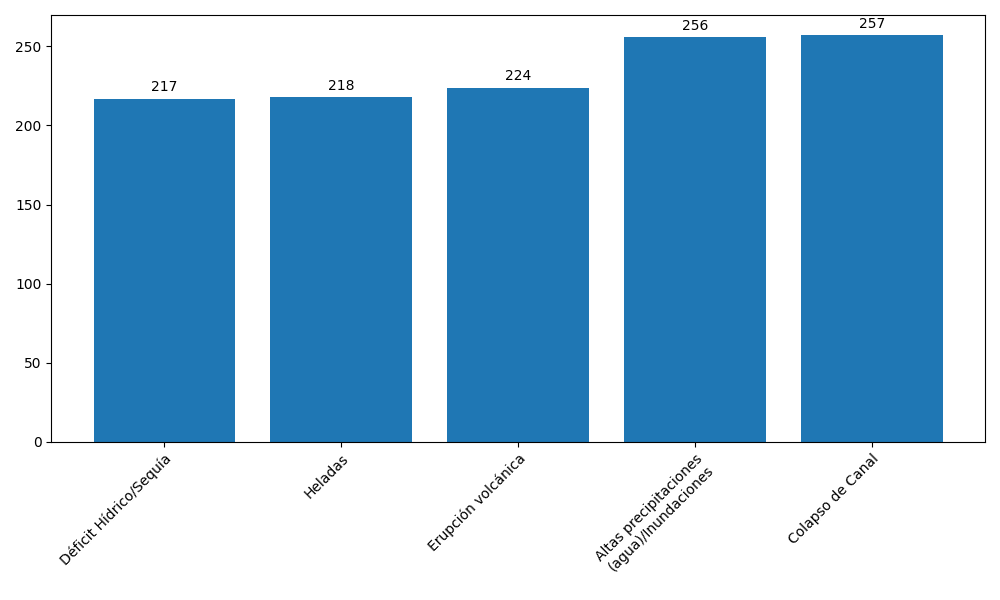 250
200
150
100
50
0
217
218
224
256
257
Déficit Hídrico/Sequía
Heladas
Erupción volcánica
Altas precipitaciones
(agua)/Inundaciones
Colapso de Canal